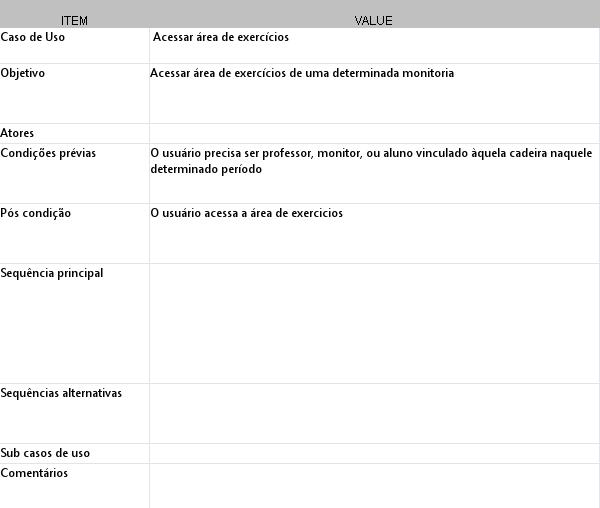 ITEM VALUE
Caso de Uso Acessar área de exercícios
Objetivo Acessar área de exercícios de uma determinada monitoria
Atores
Condições prévias O usuário precisa ser professor, monitor, ou aluno vinculado àquela cadeira naquele
determinado período
Pós condição O usuário acessa a área de exercicios
Sequência principal
Sequências alternativas
Sub casos de uso
Comentários